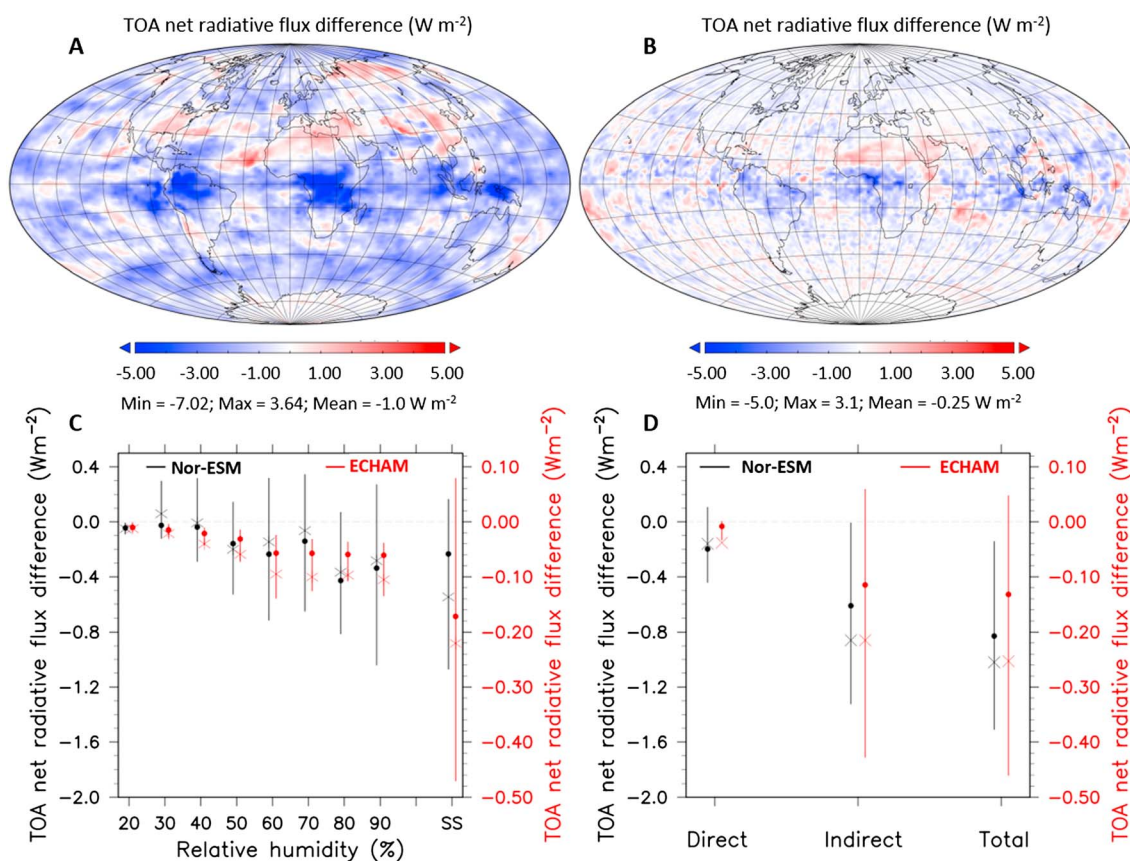 TOA net radiative flux difference (W m⁻²)
A
-5.00 -3.00 -1.00 1.00 3.00 5.00
Min = -7.02; Max = 3.64; Mean = -1.0 W m⁻²
TOA net radiative flux difference (W m⁻²)
B
-5.00 -3.00 -1.00 1.00 3.00 5.00
Min = -5.0; Max = 3.1; Mean = -0.25 W m⁻²
C
TOA net radiative flux difference (Wm⁻²)
0.4
0.0
−0.4
−0.8
−1.2
−1.6
−2.0
Nor-ESM
ECHAM
0.10
0.00
−0.10
−0.20
−0.30
−0.40
−0.50
TOA net radiative flux difference (Wm⁻²)
20 30 40 50 60 70 80 90 SS
Relative humidity (%)
D
TOA net radiative flux difference (Wm⁻²)
0.4
0.0
−0.4
−0.8
−1.2
−1.6
−2.0
Nor-ESM
ECHAM
0.10
0.00
−0.10
−0.20
−0.30
−0.40
−0.50
TOA net radiative flux difference (Wm⁻²)
Direct Indirect Total